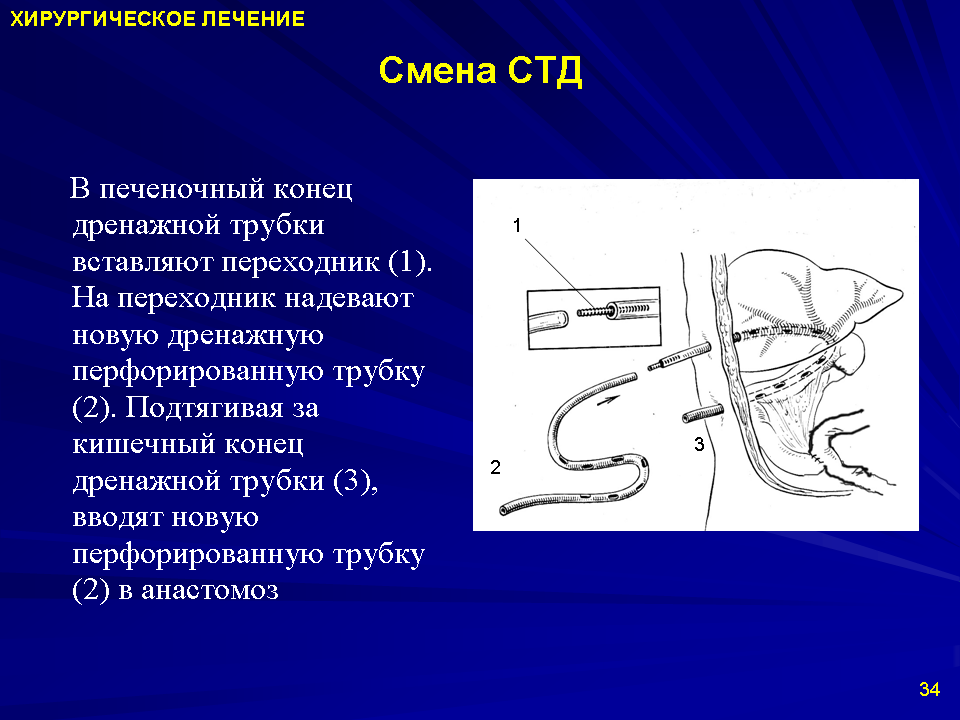 ХИРУРГИЧЕСКОЕ ЛЕЧЕНИЕ
Смена СТД
В печеночный конец
дренажной трубки
вставляют переходник (1).
На переходник надевают
новую дренажную
перфорированную трубку
(2). Подтягивая за
кишечный конец
дренажной трубки (3),
вводят новую
перфорированную трубку
(2) в анастомоз
1
2
3
34